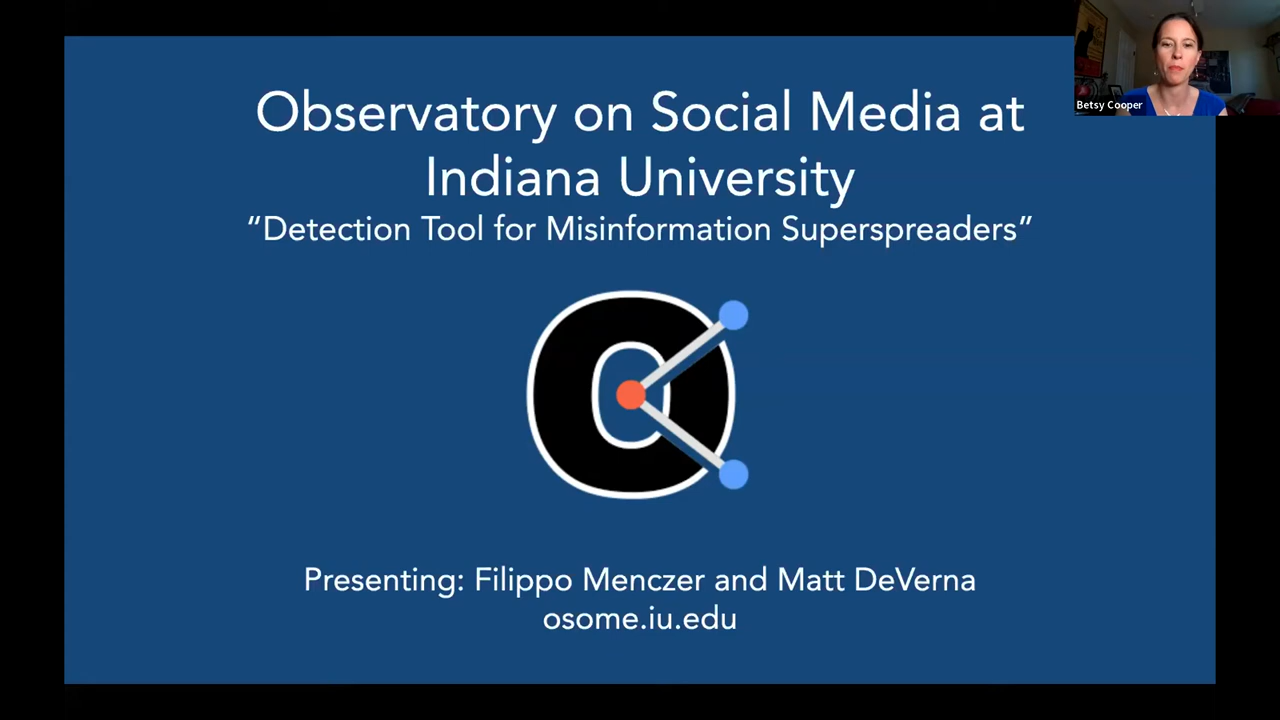 Observatory on Social Media at
Indiana University
“Detection Tool for Misinformation Superspreaders”
Presenting: Filippo Menczer and Matt DeVerna
osome.iu.edu
Betsy Cooper